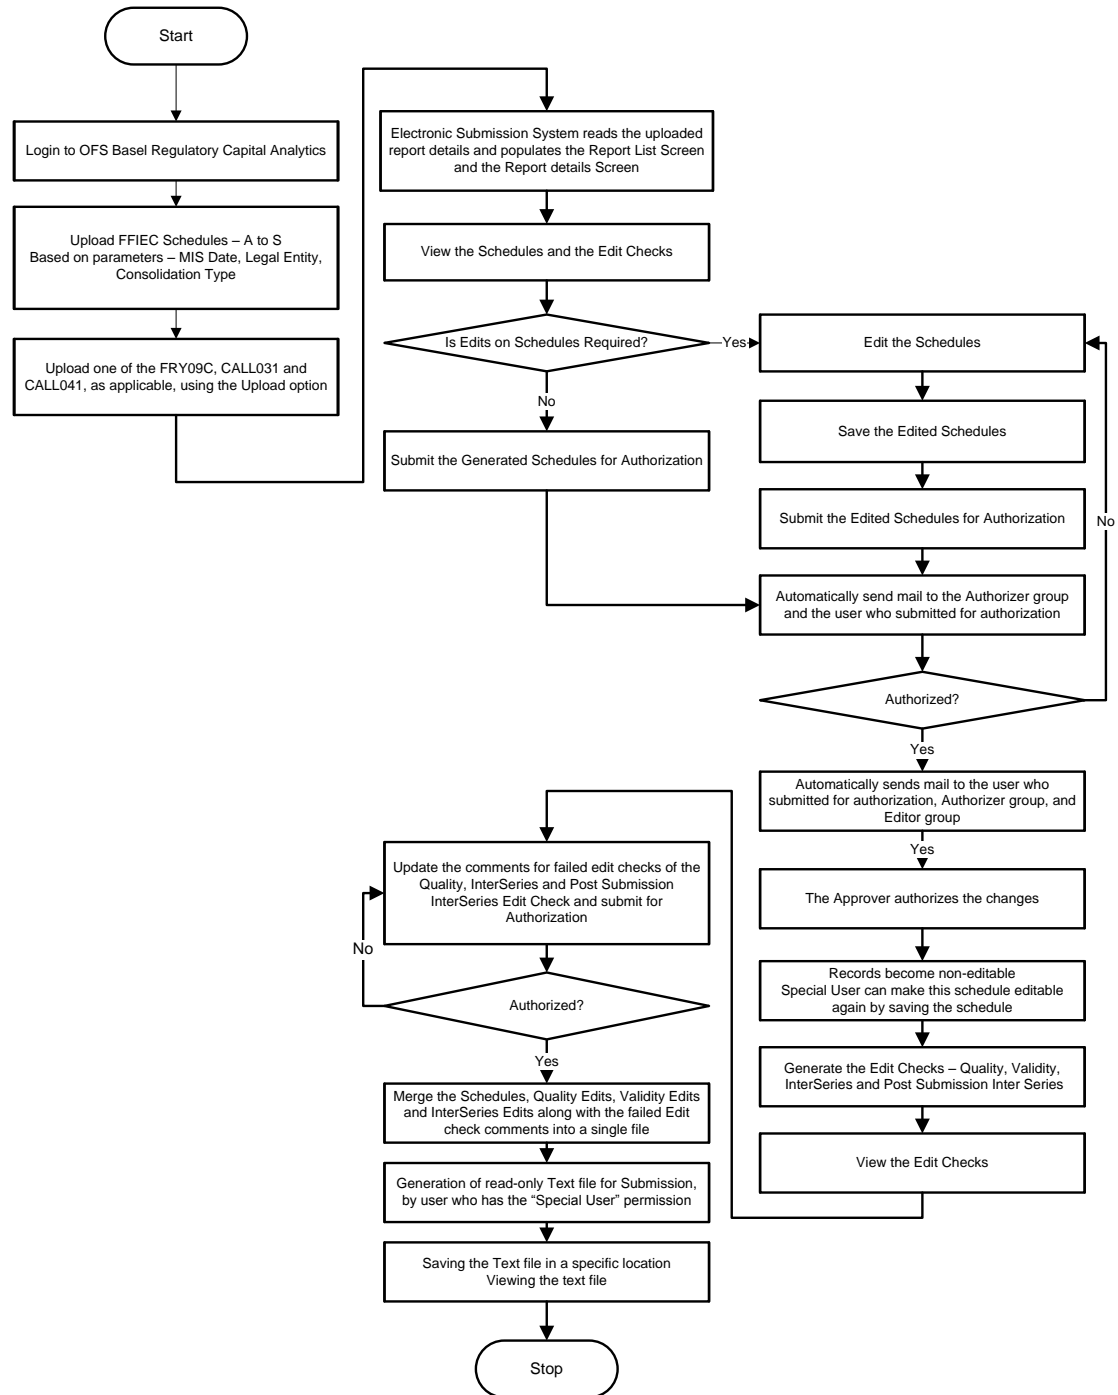 Start
Login to OFS Basel Regulatory Capital Analytics
Upload FFIEC Schedules – A to S
Based on parameters – MIS Date, Legal Entity,
Consolidation Type
Upload one of the FRY09C, CALL031 and
CALL041, as applicable, using the Upload option
Electronic Submission System reads the uploaded
report details and populates the Report List Screen
and the Report details Screen
View the Schedules and the Edit Checks
Is Edits on Schedules Required?
Yes
No
Submit the Generated Schedules for Authorization
Edit the Schedules
Save the Edited Schedules
Submit the Edited Schedules for Authorization
No
Automatically send mail to the Authorizer group
and the user who submitted for authorization
Authorized?
Yes
Automatically sends mail to the user who
submitted for authorization, Authorizer group, and
Editor group
Yes
The Approver authorizes the changes
Records become non-editable
Special User can make this schedule editable
again by saving the schedule
Generate the Edit Checks – Quality, Validity,
InterSeries and Post Submission Inter Series
View the Edit Checks
Update the comments for failed edit checks of the
Quality, InterSeries and Post Submission
InterSeries Edit Check and submit for
Authorization
No
Authorized?
Yes
Merge the Schedules, Quality Edits, Validity Edits
and InterSeries Edits along with the failed Edit
check comments into a single file
Generation of read-only Text file for Submission,
by user who has the “Special User” permission
Saving the Text file in a specific location
Viewing the text file
Stop